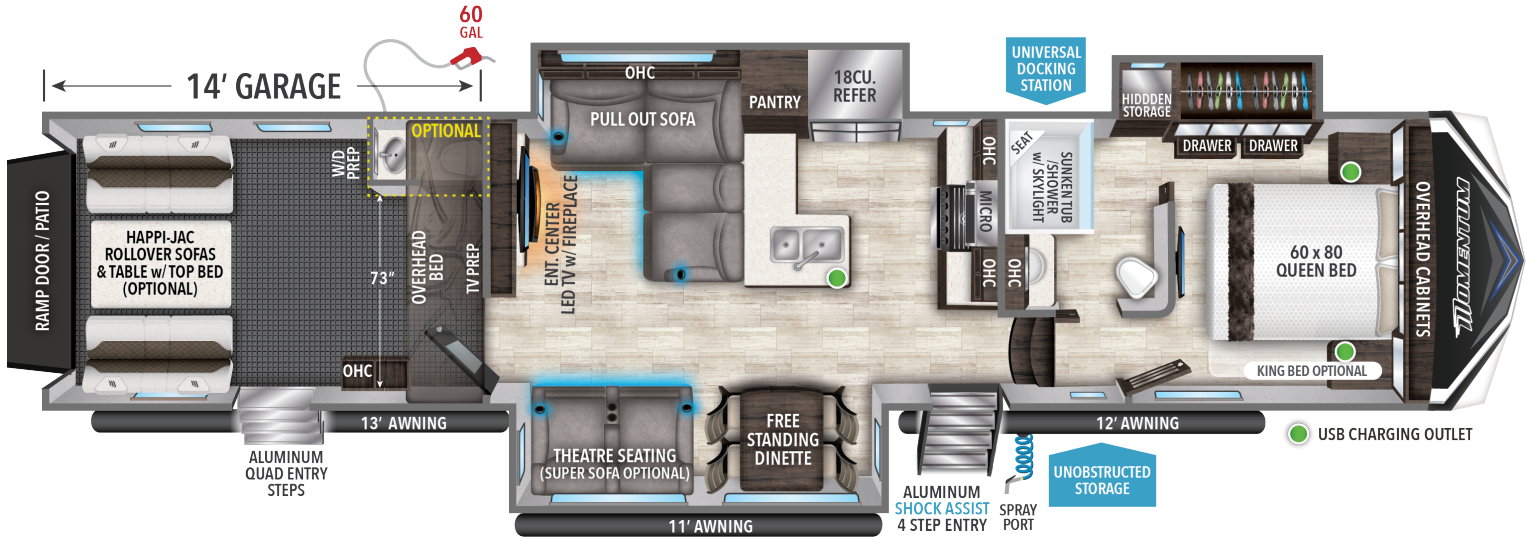 60
GAL
14' GARAGE
RAMP DOOR / PATIO
HAPPI-JAC
ROLLOVER SOFAS
& TABLE w/ TOP BED
(OPTIONAL)
W/D
PREP
OPTIONAL
73"
OVERHEAD
BED
TV PREP
OHC
ALUMINUM
QUAD ENTRY
STEPS
13' AWNING
OHC
PULL OUT SOFA
PANTRY
18CU.
REFER
ENT. CENTER
LED TV w/ FIREPLACE
THEATRE SEATING
(SUPER SOFA OPTIONAL)
FREE
STANDING
DINETTE
11' AWNING
OHC
MICRO
OHC
OHC
UNIVERSAL
DOCKING
STATION
SEAT
SUNKEN TUB
/SHOWER
w/ SKYLIGHT
HIDDDEN
STORAGE
DRAWER
DRAWER
60 x 80
QUEEN BED
KING BED OPTIONAL
OVERHEAD CABINETS
MOMENTUM
12' AWNING
ALUMINUM
SHOCK ASSIST
4 STEP ENTRY
SPRAY
PORT
UNOBSTRUCTED
STORAGE
USB CHARGING OUTLET